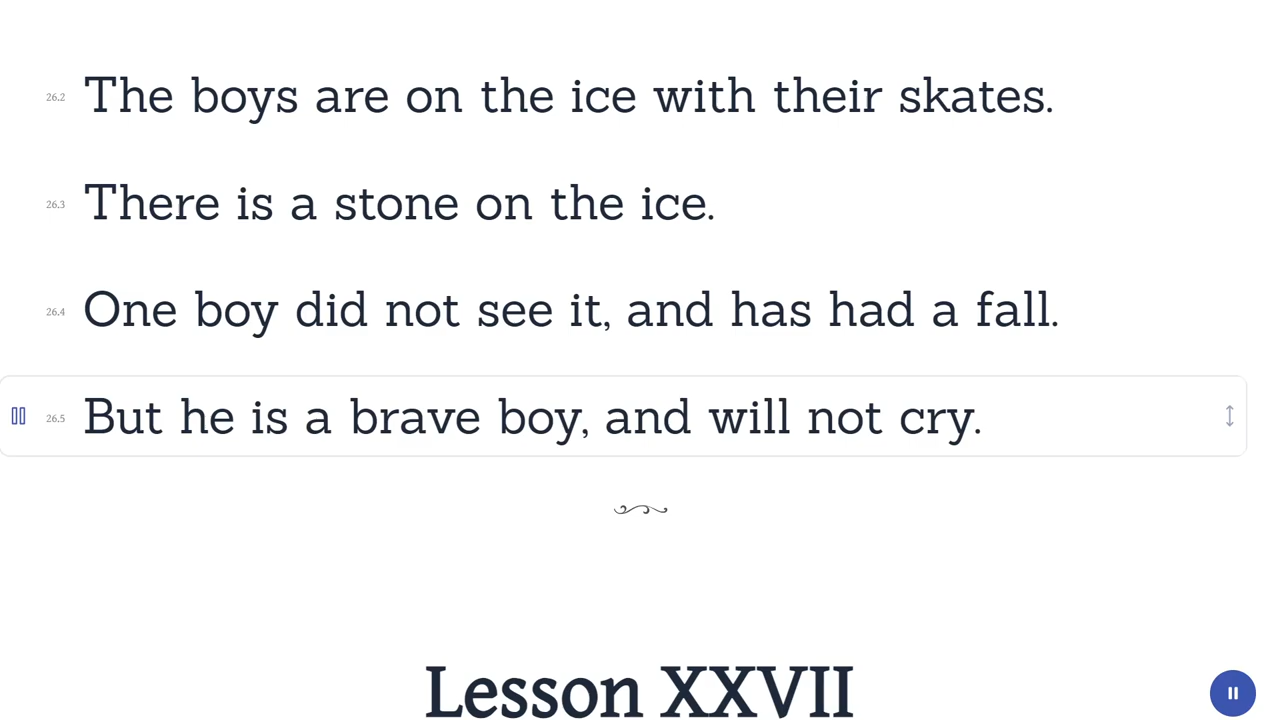 26.2 The boys are on the ice with their skates.
26.3 There is a stone on the ice.
26.4 One boy did not see it, and has had a fall.
26.5 But he is a brave boy, and will not cry.
Lesson XXVII